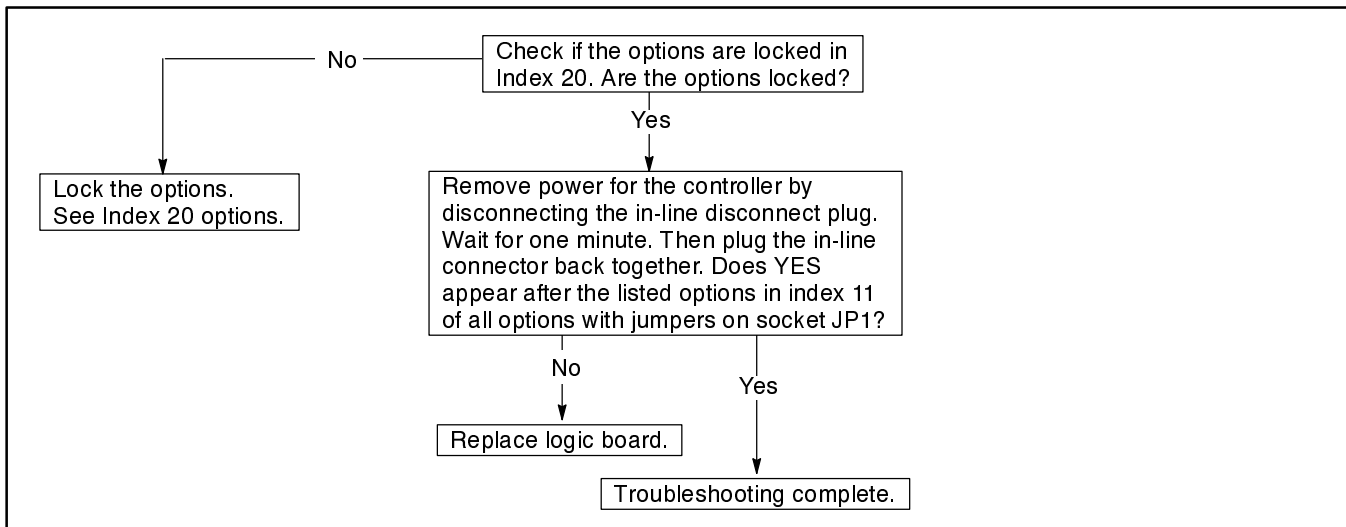 Check if the options are locked in
Index 20. Are the options locked?
No
Yes
Lock the options.
See Index 20 options.
Remove power for the controller by
disconnecting the in-line disconnect plug.
Wait for one minute. Then plug the in-line
connector back together. Does YES
appear after the listed options in index 11
of all options with jumpers on socket JP1?
No
Yes
Replace logic board.
Troubleshooting complete.